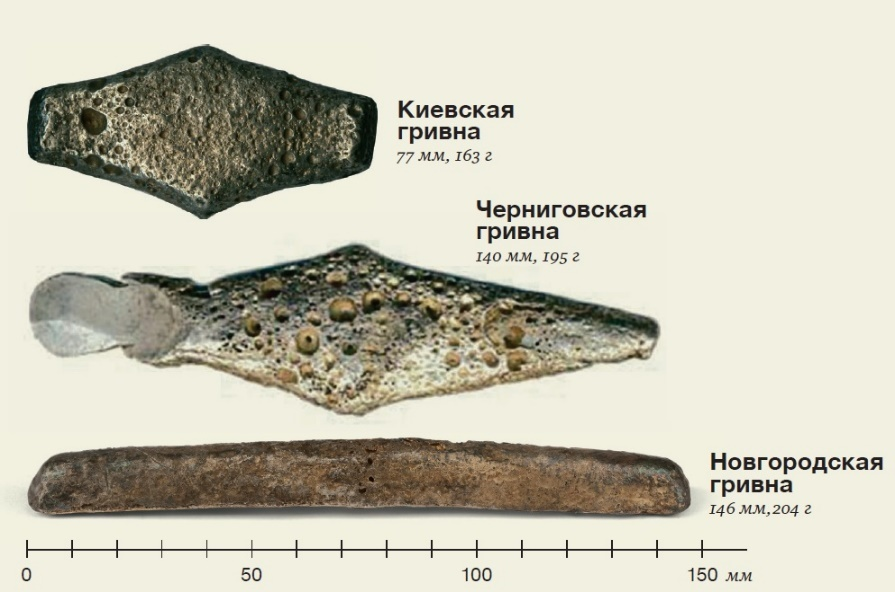 Киевская
гривна
77 мм, 163 г
Черниговская
гривна
140 мм, 195 г
Новгородская
гривна
146 мм,204 г
0 50 100 150 мм